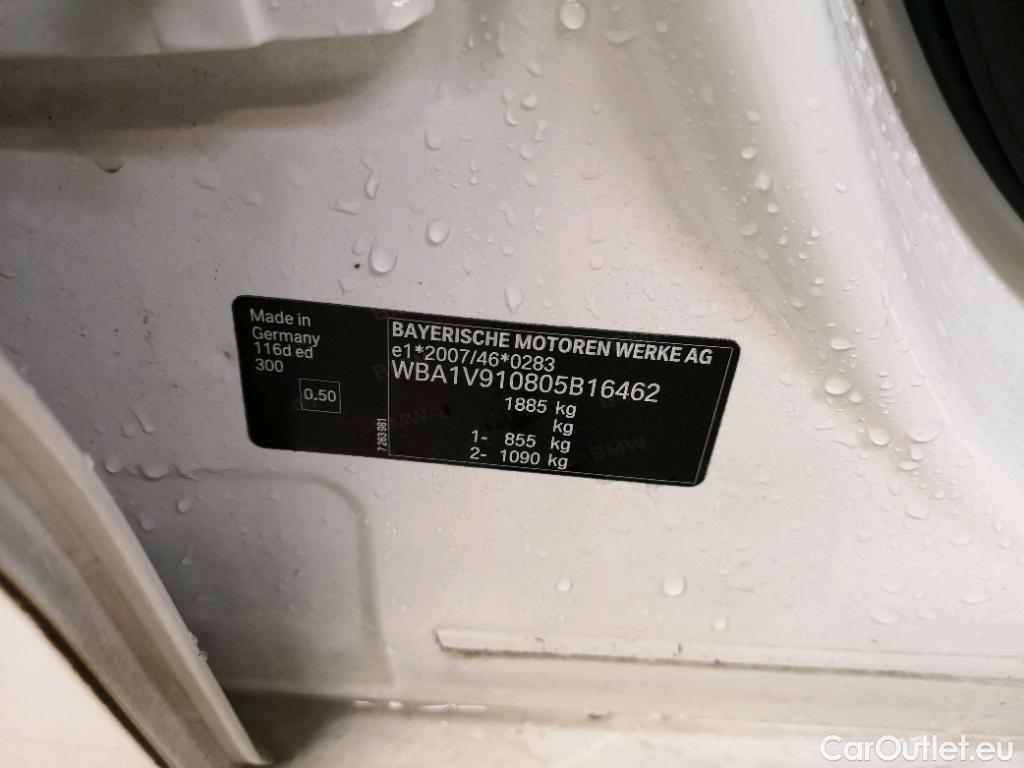 Made in
Germany
116d ed
300
0.50
7 263 981
BAYERISCHE MOTOREN WERKE AG
e1*2007/46*0283
WBA1V910805B16462
1885 kg
kg
1- 855 kg
2- 1090 kg
BMW
CarOutlet.eu